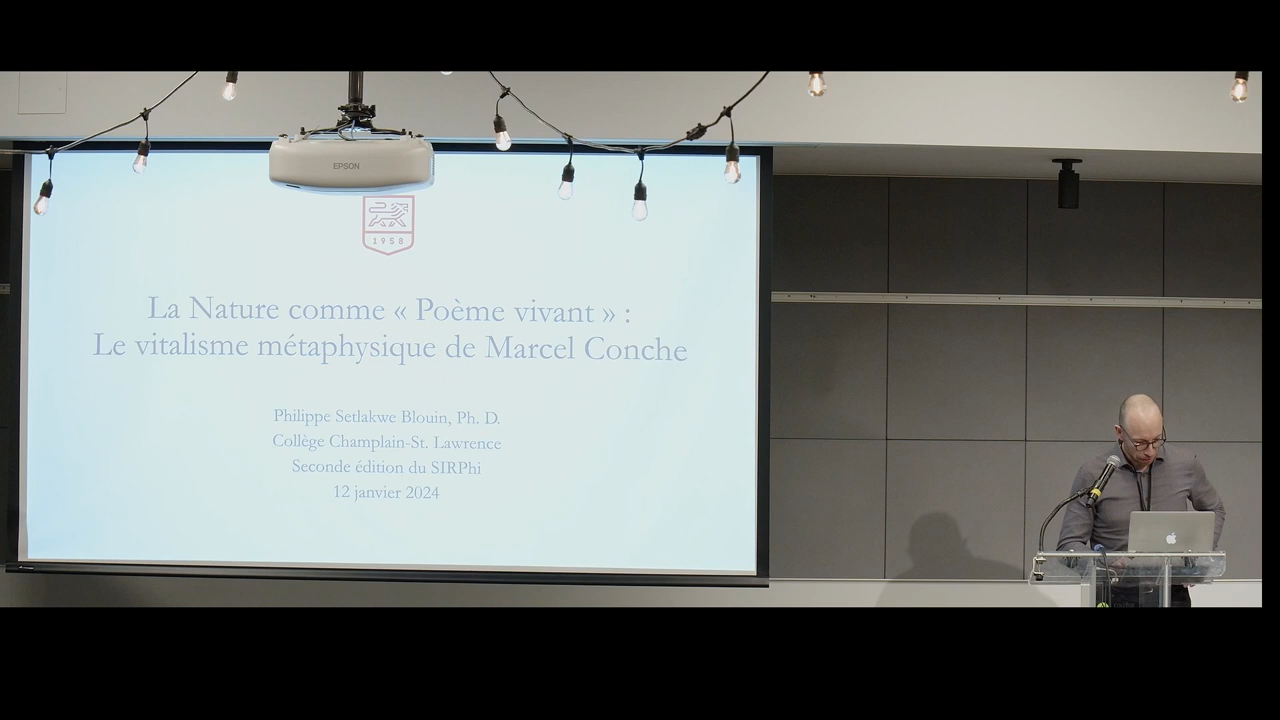 EPSON
1958
La Nature comme « Poème vivant » :
Le vitalisme métaphysique de Marcel Conche
Philippe Setlakwe Blouin, Ph. D.
Collège Champlain-St. Lawrence
Seconde édition du SIRPhi
12 janvier 2024